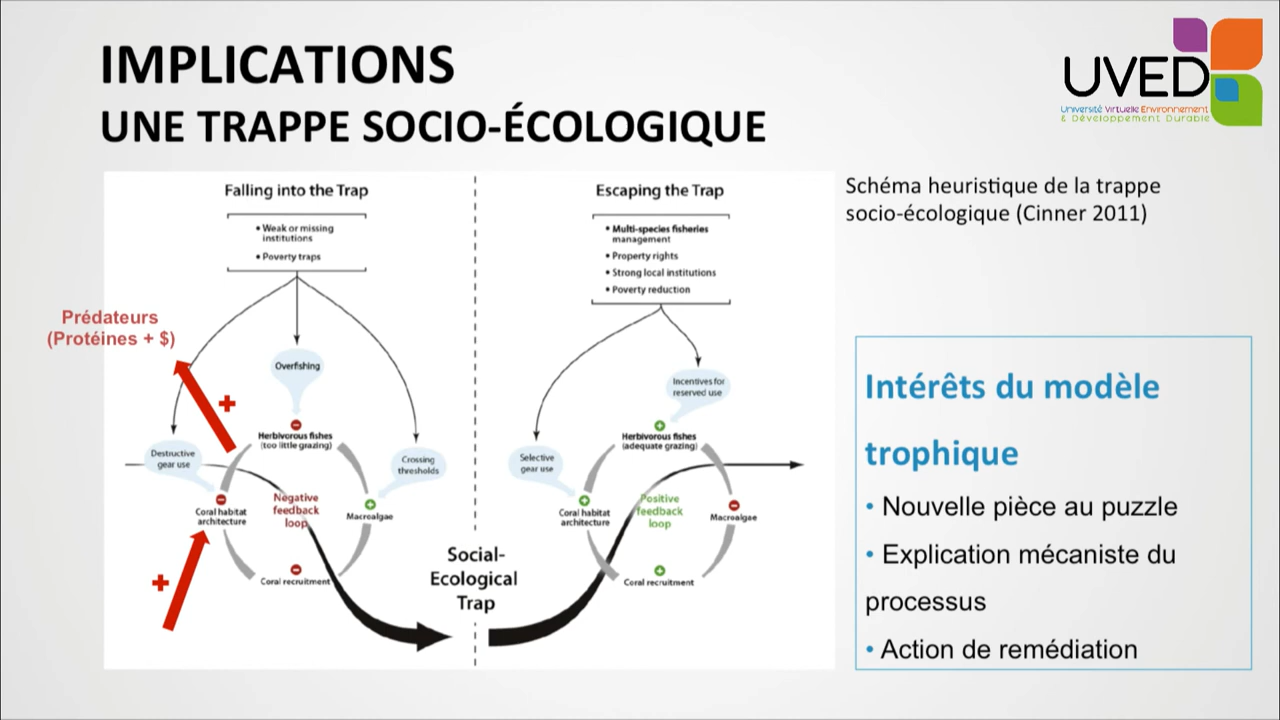 IMPLICATIONS
UNE TRAPPE SOCIO-ÉCOLOGIQUE
UVED
Université Virtuelle Environnement
& Développement Durable
Schéma heuristique de la trappe
socio-écologique (Cinner 2011)
Falling into the Trap
• Weak or missing
institutions
• Poverty traps
Prédateurs
(Protéines + $)
+
Overfishing
Destructive
gear use
Herbivorous fishes
(too little grazing)
Crossing
thresholds
Coral habitat
architecture
Negative
feedback
loop
Macroalgae
+
Coral recruitment
Social-
Ecological
Trap
Escaping the Trap
• Multi-species fisheries
management
• Property rights
• Strong local institutions
• Poverty reduction
Incentives for
reserved use
Selective
gear use
Herbivorous fishes
(adequate grazing)
Coral habitat
architecture
Positive
feedback
loop
Macroalgae
Coral recruitment
Intérêts du modèle
trophique
• Nouvelle pièce au puzzle
• Explication mécaniste du
processus
• Action de remédiation